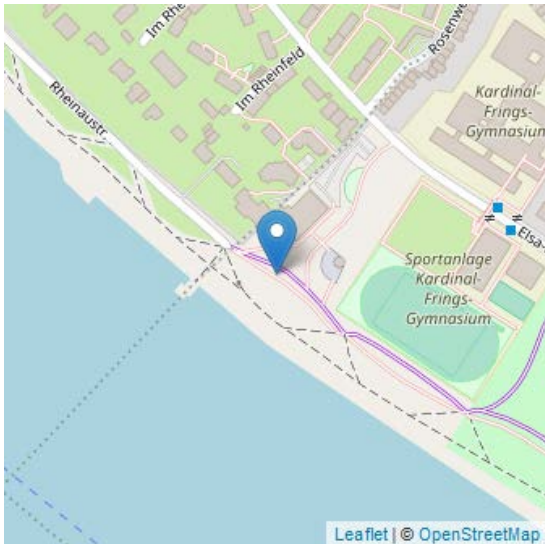 Im Rhe
Rosenwe
Im Rheinfeld
Rheinaustr.
Kardinal-
Frings-
Gymnasium
Elsa-
Sportanlage
Kardinal-
Frings-
Gymnasium
Leaflet | © OpenStreetMap